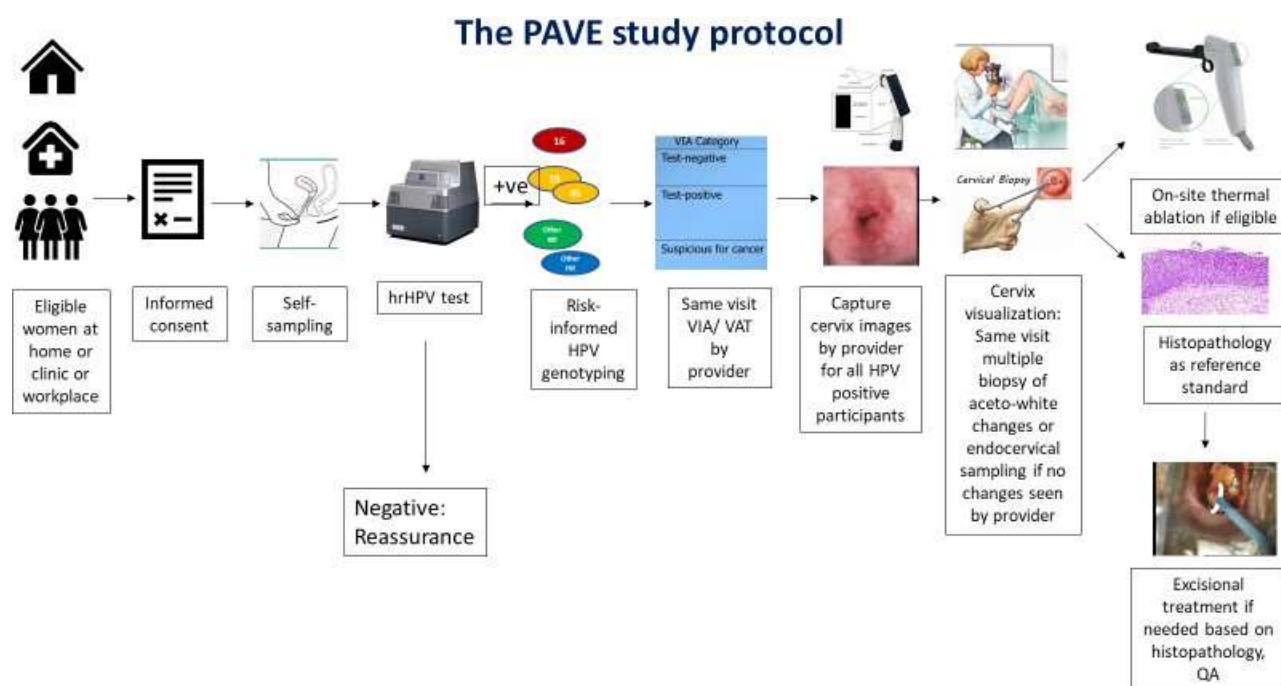 The PAVE study protocol
+ve
16
18
45
Other
Other
VIA Category
Test-negative
Test-positive
Suspicious for cancer
Cervical Biopsy
Eligible
women at
home or
clinic or
workplace
Informed
consent
Self-
sampling
hrHPV test
Risk-
informed
HPV
genotyping
Same visit
VIA/ VAT
by
provider
Capture
cervix images
by provider
for all HPV
positive
participants
Cervix
visualization:
Same visit
multiple
biopsy of
aceto-white
changes or
endocervical
sampling if no
changes seen
by provider
On-site thermal
ablation if eligible
Histopathology
as reference
standard
Excisional
treatment if
needed based on
histopathology,
QA
Negative:
Reassurance